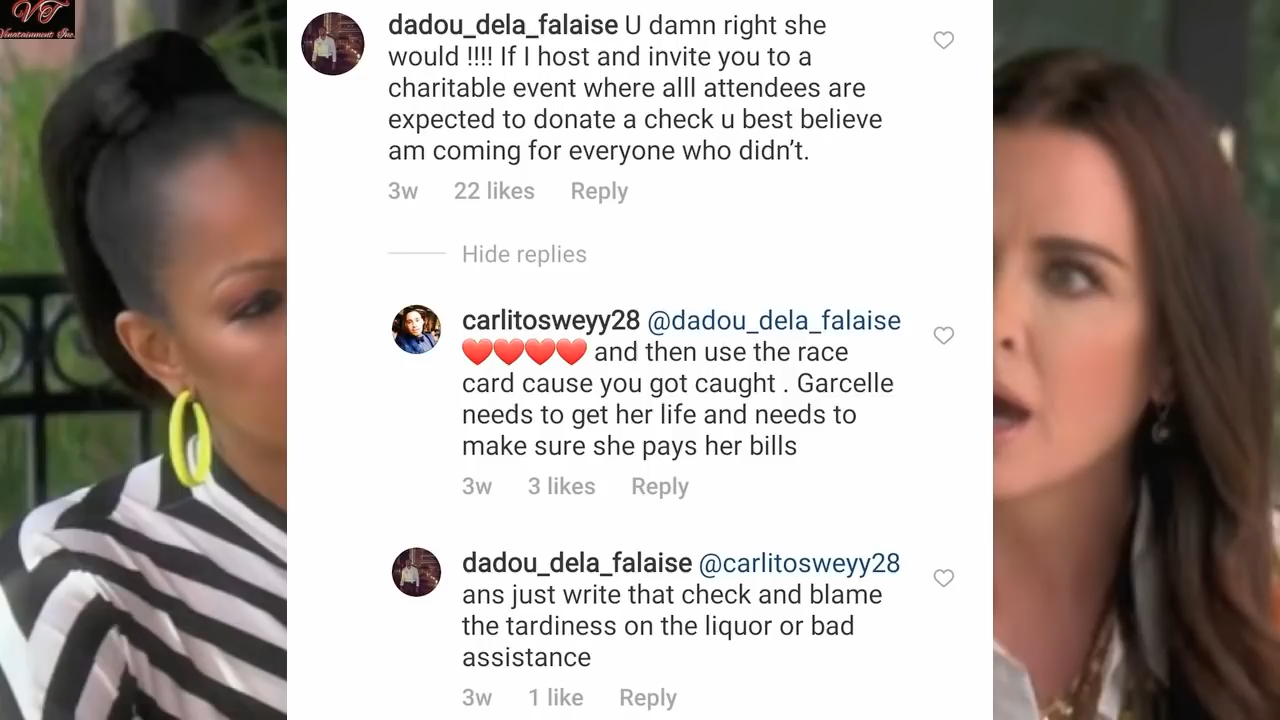 VT
Vinatainment Inc.
dadou_dela_falaise U damn right she
would !!!! If I host and invite you to a
charitable event where alll attendees are
expected to donate a check u best believe
am coming for everyone who didn't.
3w 22 likes Reply
Hide replies
carlitosweyy28 @dadou_dela_falaise
❤️❤️❤️❤️ and then use the race
card cause you got caught . Garcelle
needs to get her life and needs to
make sure she pays her bills
3w 3 likes Reply
dadou_dela_falaise @carlitosweyy28
ans just write that check and blame
the tardiness on the liquor or bad
assistance
3w 1 like Reply